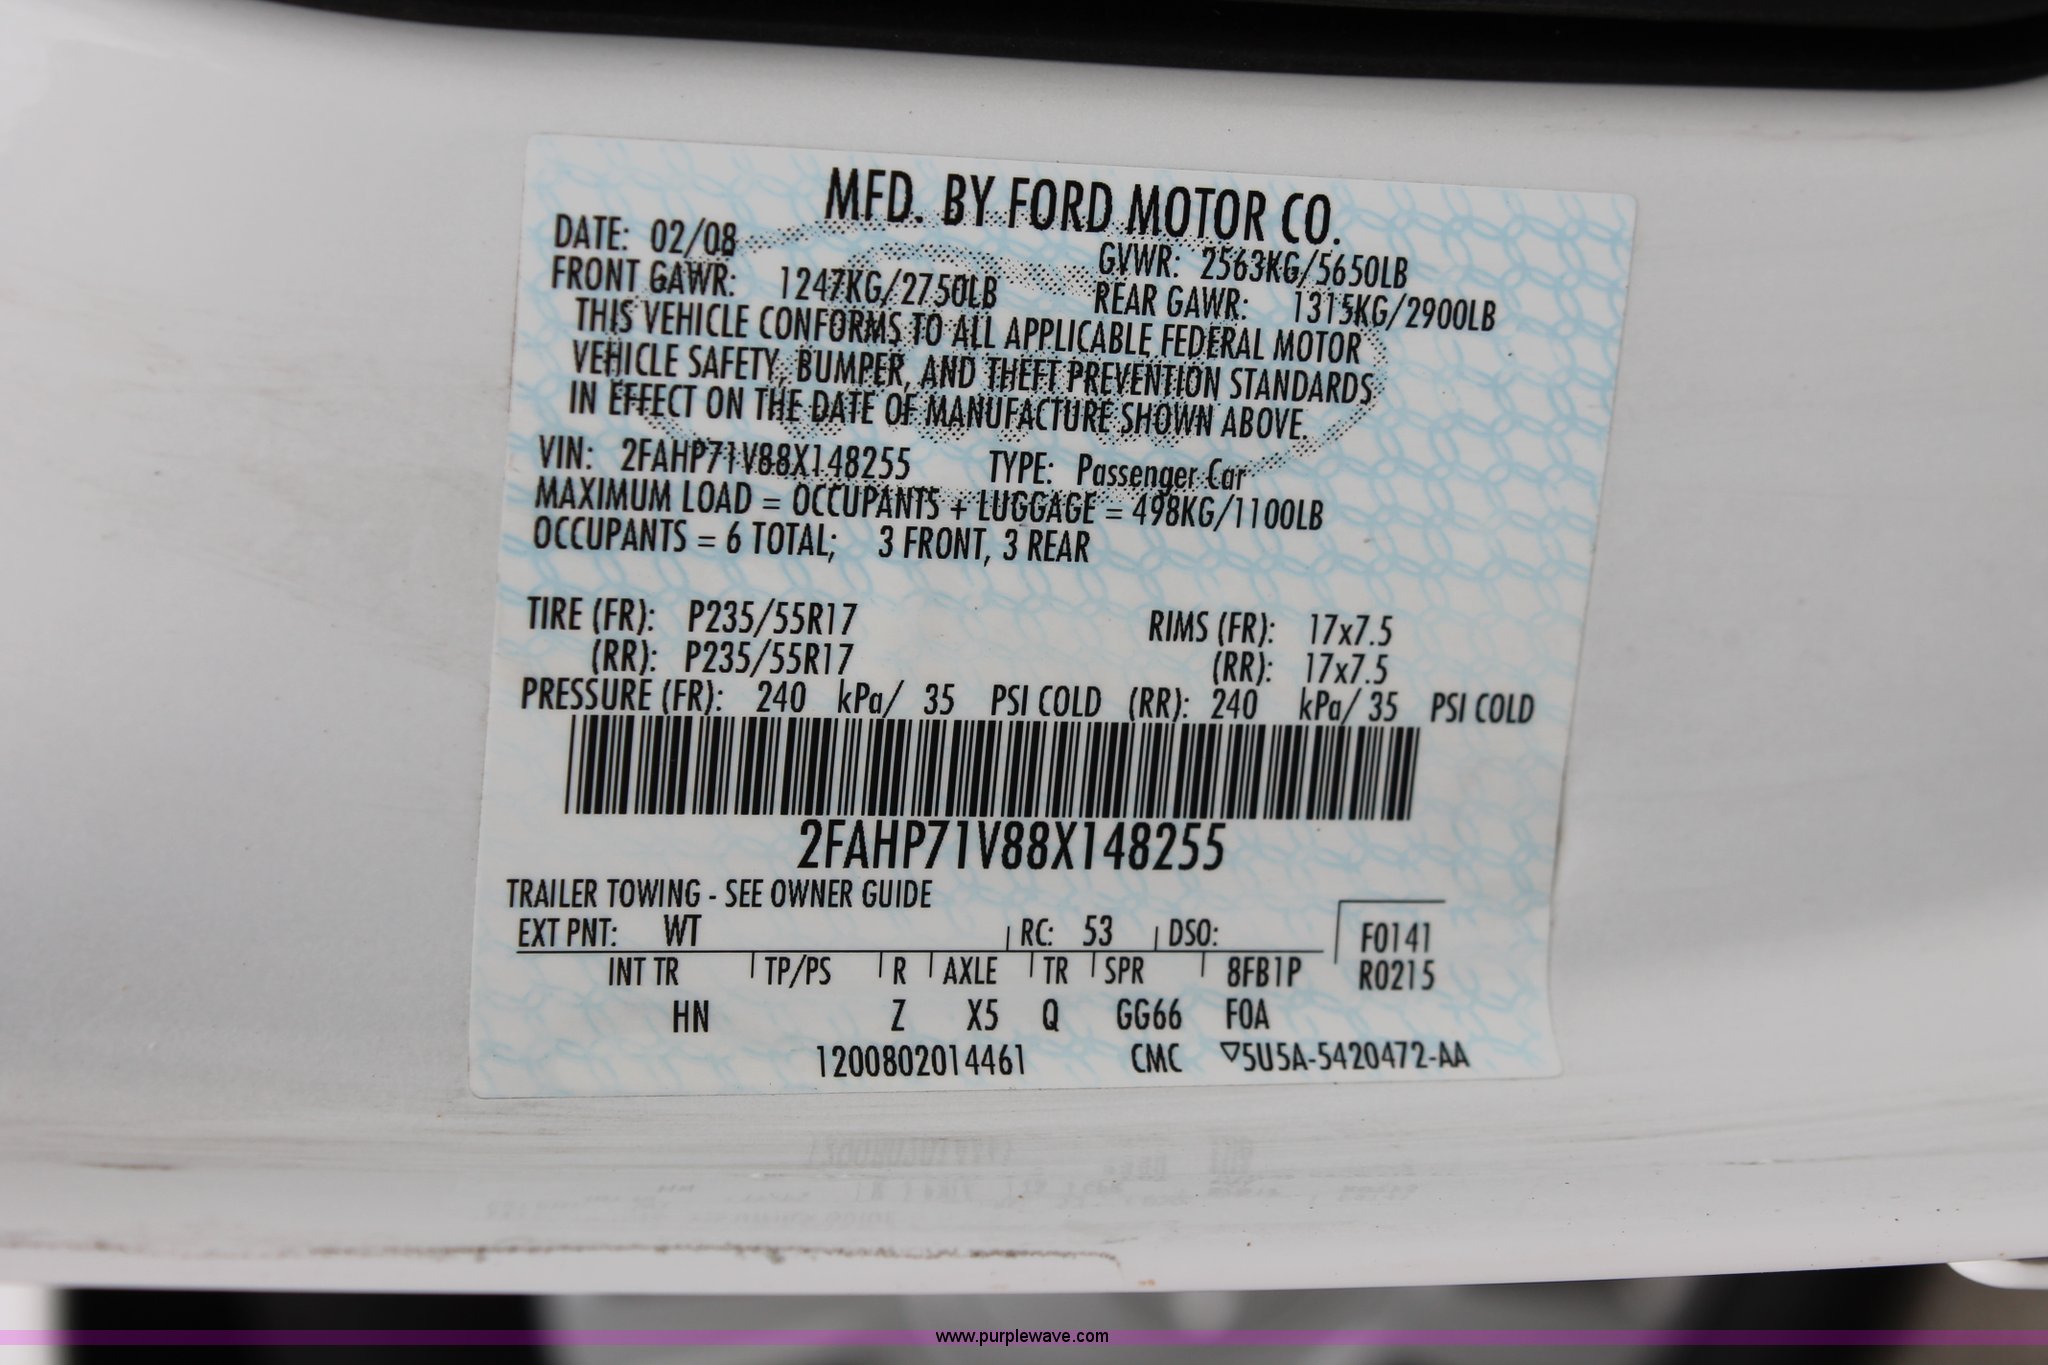 MFD. BY FORD MOTOR CO.
DATE: 02/08
GVWR: 2563KG/5650LB
FRONT GAWR: 1247KG/2750LB
REAR GAWR: 1315KG/2900LB
THIS VEHICLE CONFORMS TO ALL APPLICABLE FEDERAL MOTOR
VEHICLE SAFETY, BUMPER, AND THEFT PREVENTION STANDARDS
IN EFFECT ON THE DATE OF MANUFACTURE SHOWN ABOVE.
VIN: 2FAHP71V88X148255 TYPE: Passenger Car
MAXIMUM LOAD = OCCUPANTS + LUGGAGE = 498KG/1100LB
OCCUPANTS = 6 TOTAL; 3 FRONT, 3 REAR
TIRE (FR): P235/55R17 RIMS (FR): 17x7.5
(RR): P235/55R17 (RR): 17x7.5
PRESSURE (FR): 240 kPa/ 35 PSI COLD (RR): 240 kPa/ 35 PSI COLD
2FAHP71V88X148255
TRAILER TOWING - SEE OWNER GUIDE
EXT PNT: WT RC: 53 DSO: F0141
INT TR TP/PS R AXLE TR SPR 8FB1P R0215
HN Z X5 Q GG66 F0A
1200802014461 CMC ▽5U5A-5420472-AA
www.purplewave.com